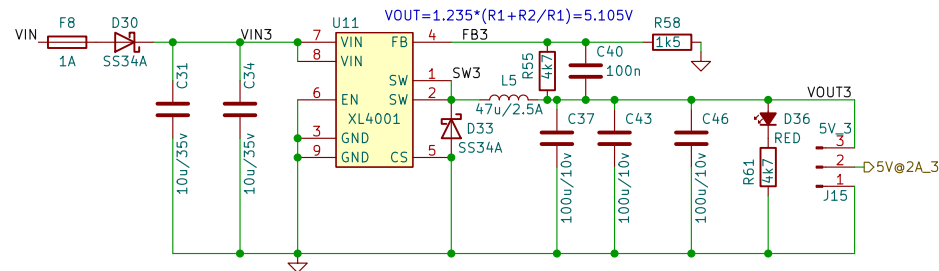 VOUT=1.235*(R1+R2/R1)=5.105V
VIN
F8
1A
D30
SS34A
VIN3
C31
10u/35v
C34
10u/35v
U11
7
VIN
8
VIN
6
EN
3
GND
9
GND
XL4001
FB
4
SW
1
SW
2
CS
5
FB3
SW3
D33
SS34A
L5
47u/2.5A
R55
4k7
C40
100n
R58
1k5
C37
100u/10v
C43
100u/10v
C46
100u/10v
D36
RED
R61
4k7
VOUT3
5V_3
3
2
1
J15
5V@2A_3